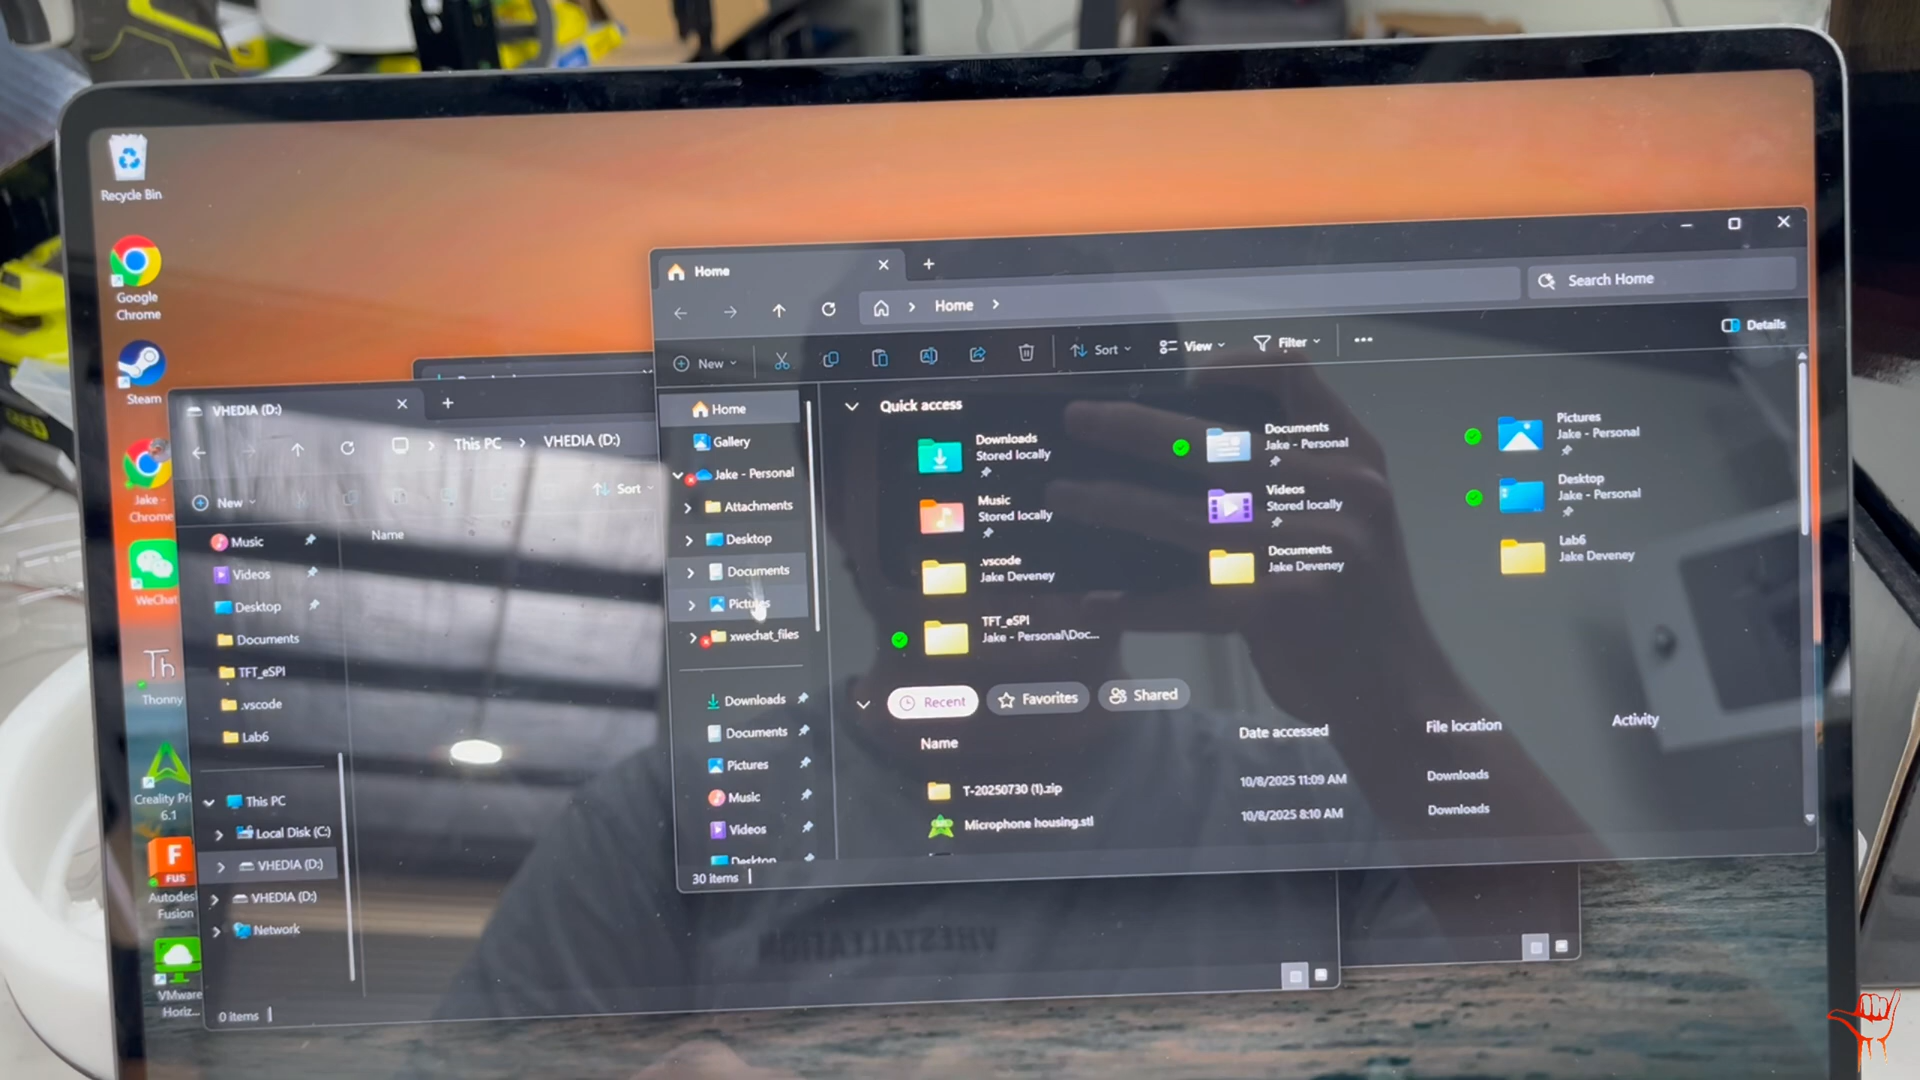 Recycle Bin
Google
Chrome
Steam
Jake -
Chrome
WeChat
Th
Thonny
Creality Pri
6.1
F
FUS
Autodes
Fusion
VMware
Horiz...
VHEDIA (D:)
This PC
VHEDIA (D:)
New
Sort
Name
Music
Videos
Desktop
Documents
TFT_eSPI
.vscode
Lab6
This PC
Local Disk (C:)
VHEDIA (D:)
VHEDIA (D:)
Network
0 items
Home
Home
Search Home
New
Sort
View
Filter
Details
Home
Gallery
Jake - Personal
Attachments
Desktop
Documents
Pictures
xwechat_files
Downloads
Documents
Pictures
Music
Videos
Desktop
30 items
Quick access
Downloads
Stored locally
Documents
Jake - Personal
Pictures
Jake - Personal
Music
Stored locally
Videos
Stored locally
Desktop
Jake - Personal
.vscode
Jake Deveney
Documents
Jake Deveney
Lab6
Jake Deveney
TFT_eSPI
Jake - Personal\Doc...
Recent
Favorites
Shared
Name
Date accessed
File location
Activity
T-20250730 (1).zip
10/8/2025 11:09 AM
Downloads
Microphone housing.stl
10/8/2025 8:10 AM
Downloads